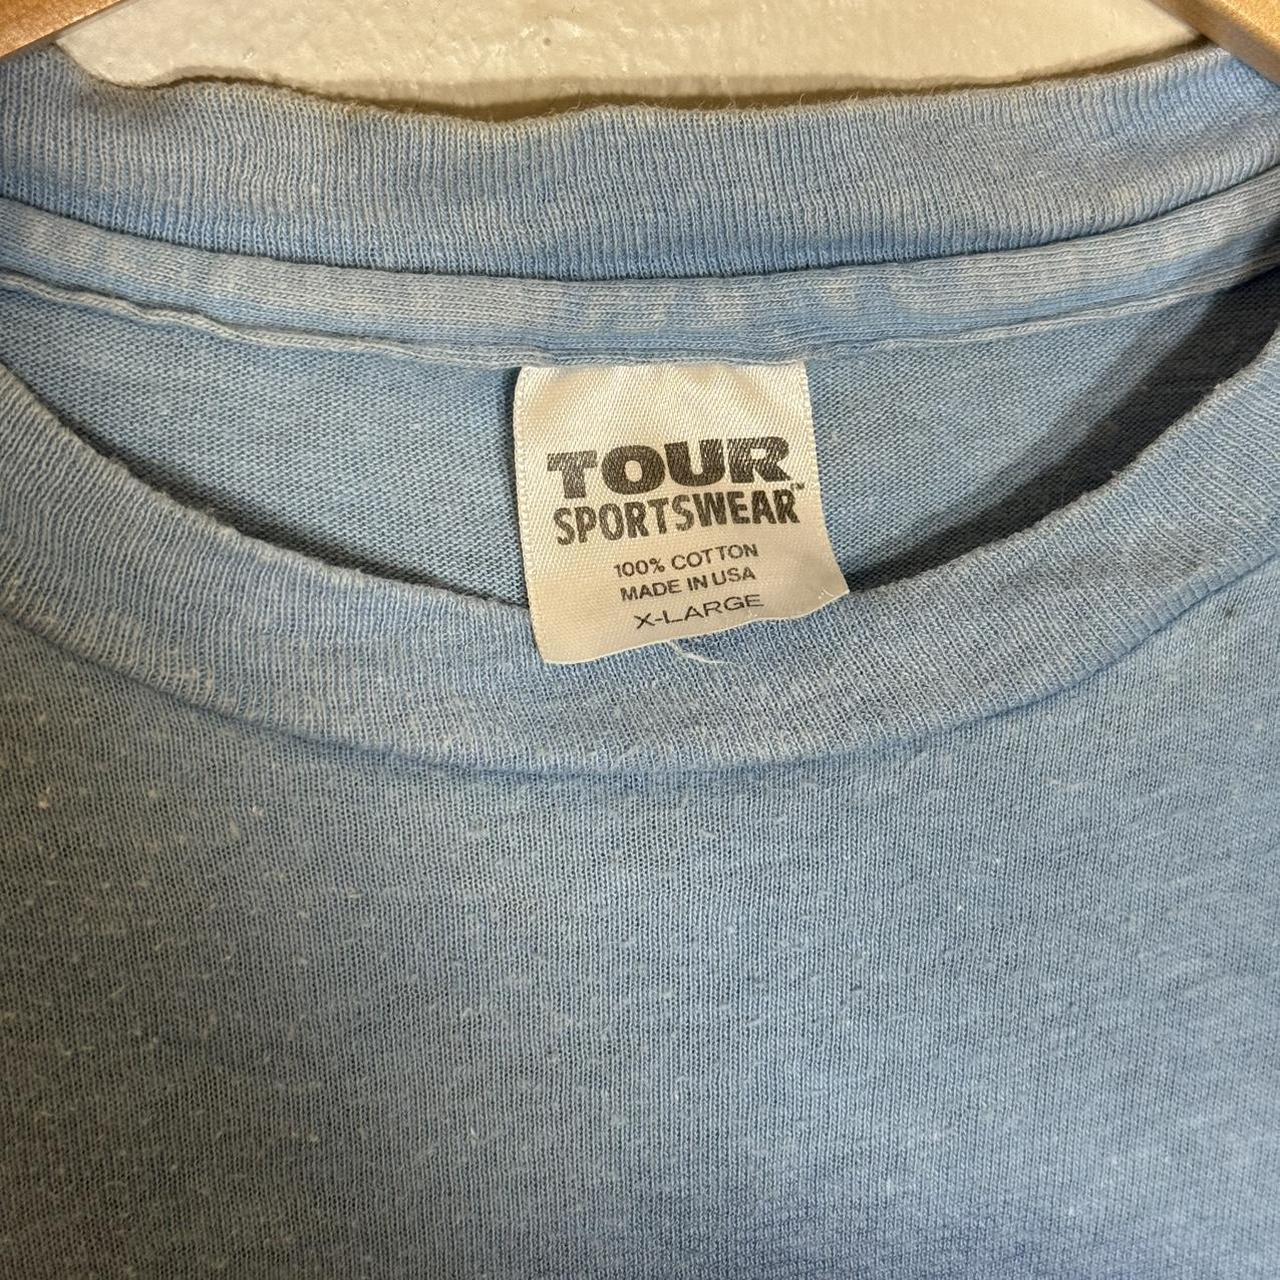 TOUR
SPORTSWEAR™
100% COTTON
MADE IN USA
X-LARGE